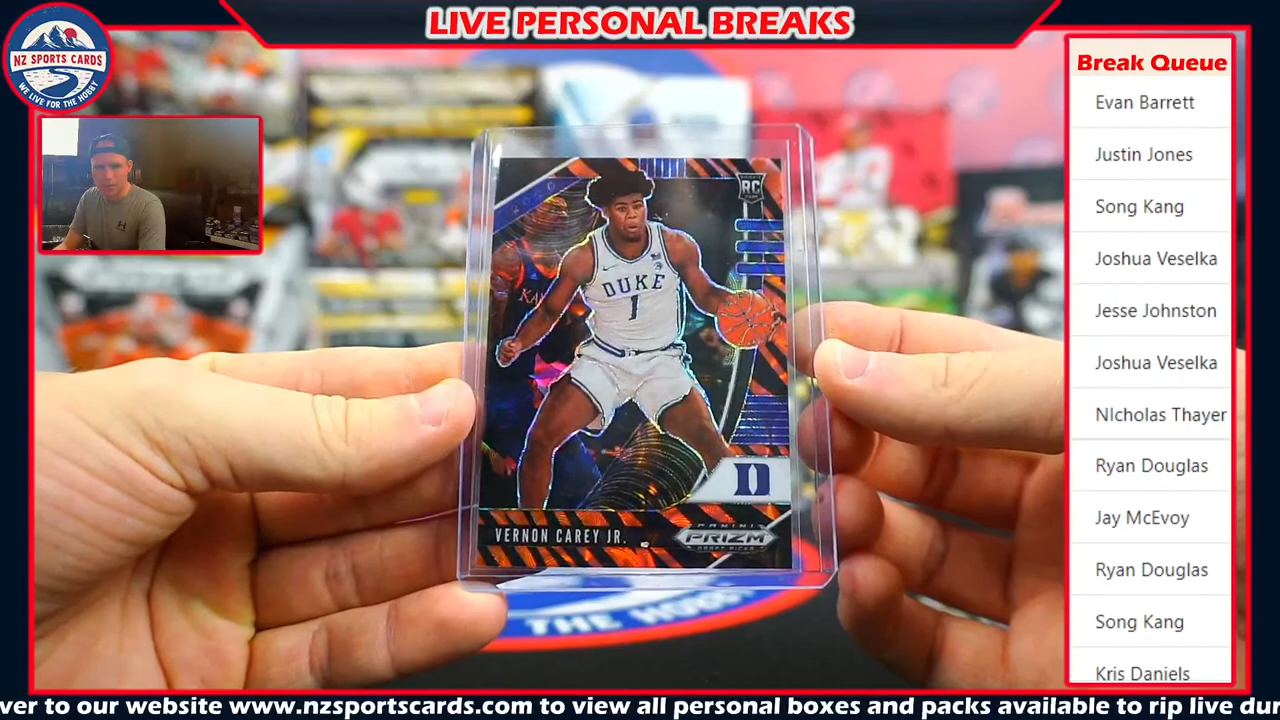 LIVE PERSONAL BREAKS
NZ SPORTS CARDS
WE LIVE FOR THE HOBBY
Break Queue
Evan Barrett
Justin Jones
Song Kang
Joshua Veselka
Jesse Johnston
Joshua Veselka
NIcholas Thayer
Ryan Douglas
Jay McEvoy
Ryan Douglas
Song Kang
Kris Daniels
RC
KA
DUKE
1
D
VERNON CAREY JR.
PANINI
PRIZM
DRAFT PICKS
THE HOBBY
ver to our website www.nzsportscards.com to view all personal boxes and packs available to rip live du